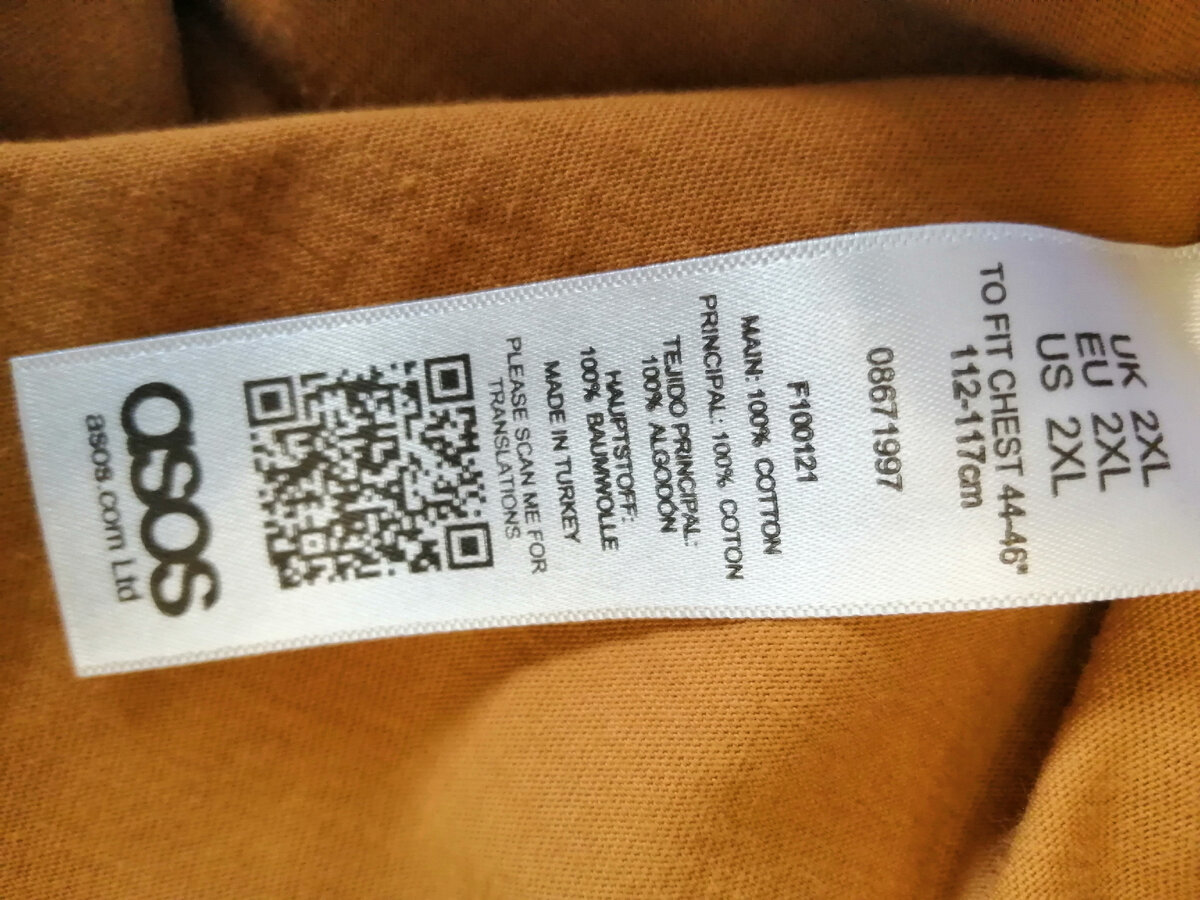 UK 2XL
EU 2XL
US 2XL
TO FIT CHEST 44-46"
112-117cm
08671997
F100121
MAIN: 100% COTTON
PRINCIPAL: 100% COTON
TEJIDO PRINCIPAL:
100% ALGODON
HAUPTSTOFF:
100% BAUMWOLLE
MADE IN TURKEY
PLEASE SCAN ME FOR
TRANSLATIONS
asos
asos.com Ltd